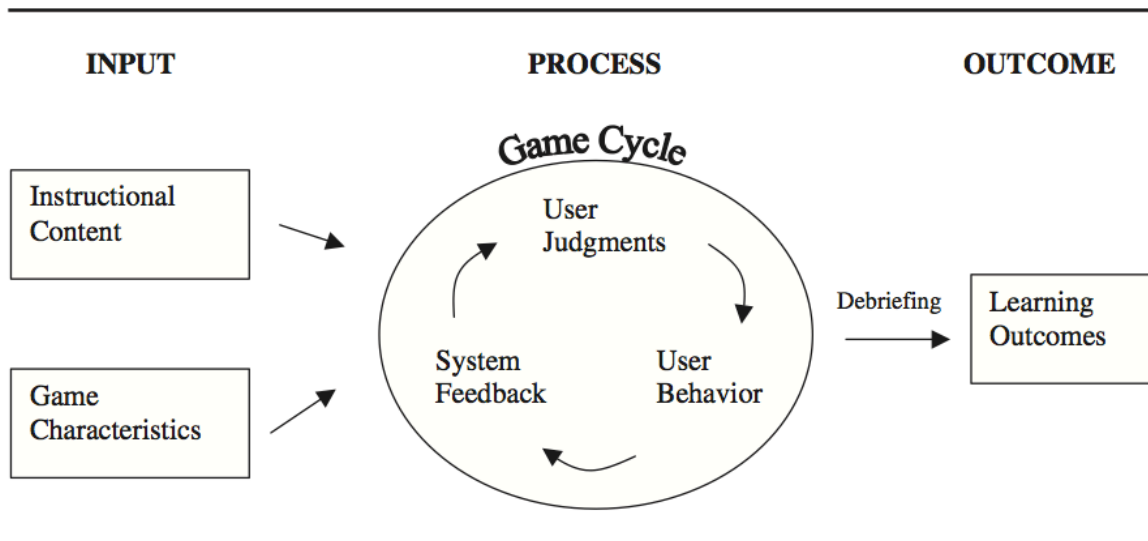 INPUT
PROCESS
OUTCOME
Game Cycle
Instructional
Content
Game
Characteristics
User
Judgments
User
Behavior
System
Feedback
Debriefing
Learning
Outcomes